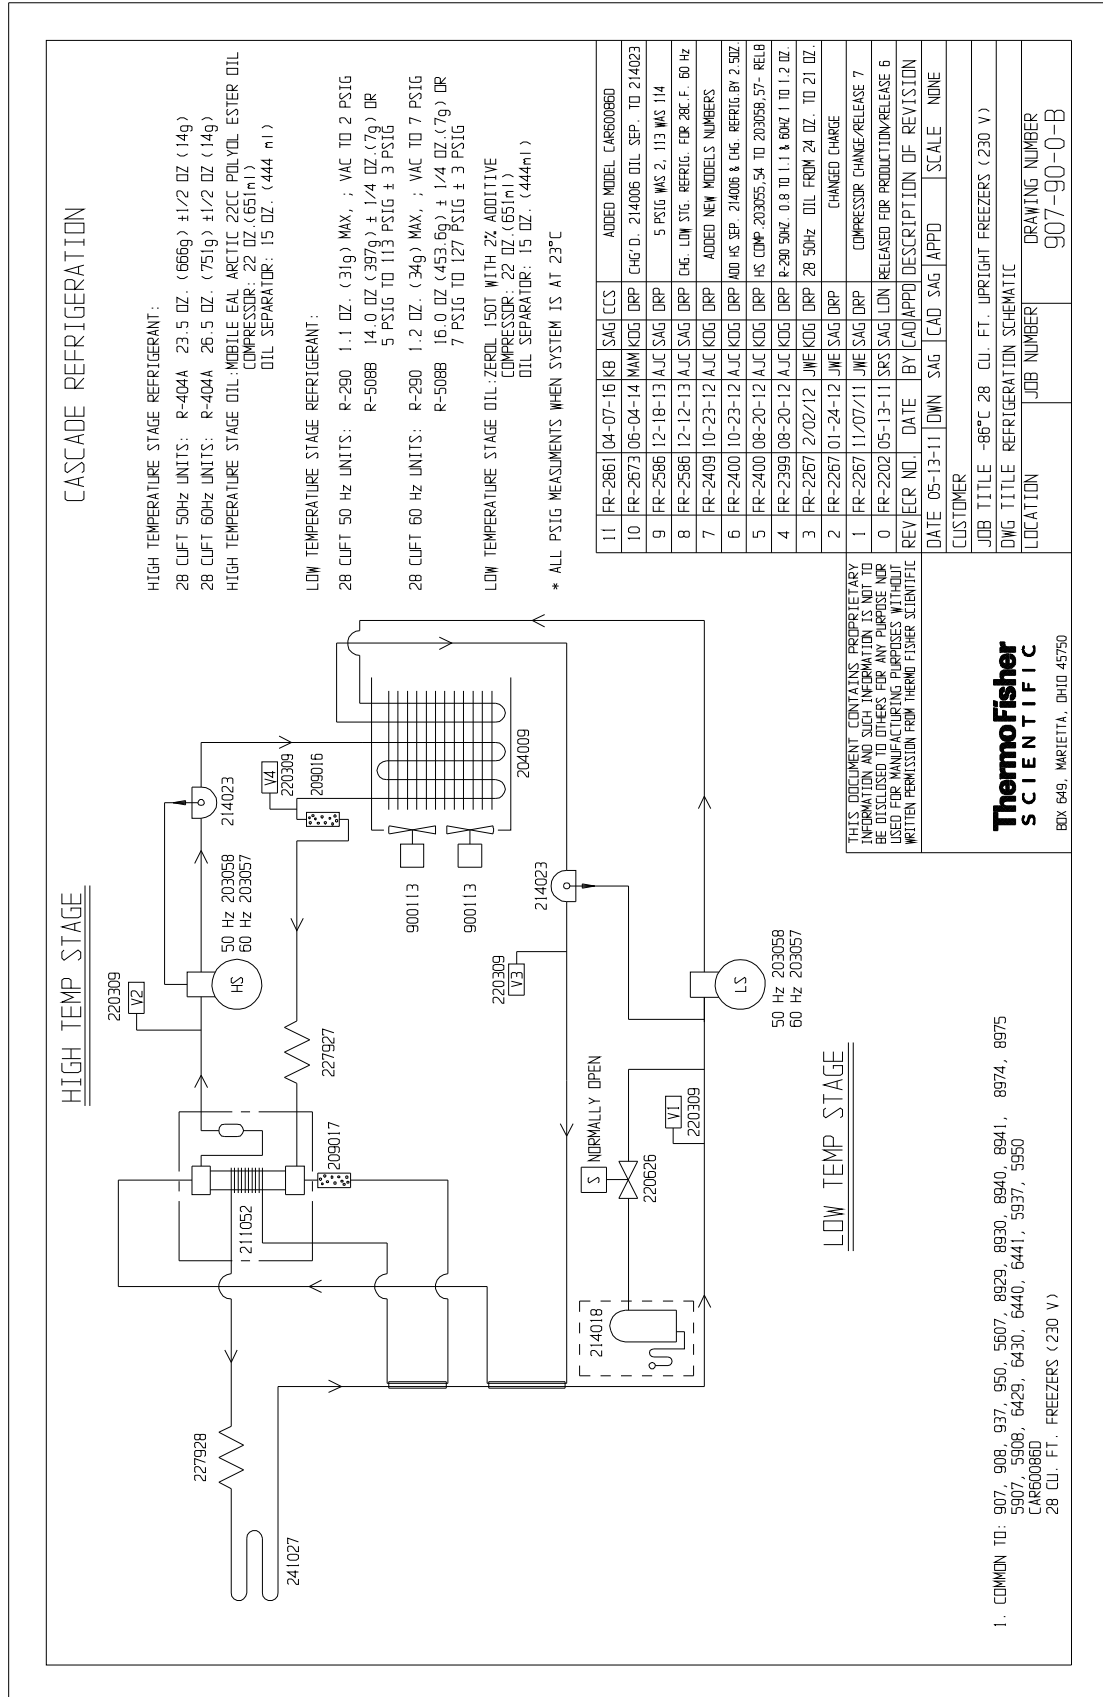 CASCADE REFRIGERATION
HIGH TEMPERATURE STAGE REFRIGERANT:
28 CUFT 50Hz UNITS: R-404A 23.5 OZ. (666g) ±1/2 OZ (14g)
28 CUFT 60Hz UNITS: R-404A 26.5 OZ. (751g) ±1/2 OZ (14g)
HIGH TEMPERATURE STAGE OIL:MOBILE EAL ARCTIC 22CC POLYOL ESTER OIL
COMPRESSOR: 22 OZ.(651ml)
OIL SEPARATOR: 15 OZ. (444 ml)
LOW TEMPERATURE STAGE REFRIGERANT:
28 CUFT 50 Hz UNITS: R-290 1.1 OZ. (31g) MAX, ; VAC TO 2 PSIG
R-508B 14.0 OZ (397g) ± 1/4 OZ.(7g) OR
5 PSIG TO 113 PSIG ± 3 PSIG
28 CUFT 60 Hz UNITS: R-290 1.2 OZ. (34g) MAX, ; VAC TO 7 PSIG
R-508B 16.0 OZ (453.6g) ± 1/4 OZ.(7g) OR
7 PSIG TO 127 PSIG ± 3 PSIG
LOW TEMPERATURE STAGE OIL:ZEROL 150T WITH 2% ADDITIVE
COMPRESSOR: 22 OZ.(651ml)
OIL SEPARATOR: 15 OZ. (444ml)
* ALL PSIG MEASUMENTS WHEN SYSTEM IS AT 23°C
HIGH TEMP STAGE
220309
V2
HS
50 Hz 203058
60 Hz 203057
214023
V4
220309
209016
204009
900113
900113
227927
209017
211052
227928
241027
214023
220309
V3
S NORMALLY OPEN
220626
214018
V1
220309
LS
50 Hz 203058
60 Hz 203057
LOW TEMP STAGE
1. COMMON TO: 907, 908, 937, 950, 5607, 8929, 8930, 8940, 8941, 8974, 8975
5907, 5908, 6429, 6430, 6440, 6441, 5937, 5950
CAR60086D
28 CU. FT. FREEZERS (230 V)
11 FR-2861 04-07-16 KB SAG CCS ADDED MODEL CAR60086D
10 FR-2673 06-04-14 MAM KDG DRP CHG'D. 214006 OIL SEP. TO 214023
9 FR-2586 12-18-13 AJC SAG DRP 5 PSIG WAS 2, 113 WAS 114
8 FR-2586 12-12-13 AJC SAG DRP CHG. LOW STG. REFRIG. FOR 28C.F. 60 Hz
7 FR-2409 10-23-12 AJC KDG DRP ADDED NEW MODELS NUMBERS
6 FR-2400 10-23-12 AJC KDG DRP ADD HS SEP. 214006 & CHG. REFRIG.BY 2.5OZ.
5 FR-2400 08-20-12 AJC KDG DRP HS COMP.203055,54 TO 203058,57- REL8
4 FR-2399 08-20-12 AJC KDG DRP R-290 50HZ. 0.8 TO 1.1 & 60HZ 1 TO 1.2 OZ.
3 FR-2267 2/02/12 JWE KDG DRP 28 50Hz OIL FROM 24 OZ. TO 21 OZ.
2 FR-2267 01-24-12 JWE SAG DRP CHANGED CHARGE
1 FR-2267 11/07/11 JWE SAG DRP COMPRESSOR CHANGE/RELEASE 7
0 FR-2202 05-13-11 SRS SAG LDN RELEASED FOR PRODUCTION/RELEASE 6
REV ECR NO. DATE BY CAD APPD DESCRIPTION OF REVISION
DATE 05-13-11 DWN SAG CAD SAG APPD SCALE NONE
CUSTOMER
JOB TITLE -86°C 28 CU. FT. UPRIGHT FREEZERS (230 V)
DWG TITLE REFRIGERATION SCHEMATIC
LOCATION JOB NUMBER DRAWING NUMBER
907-90-0-B
THIS DOCUMENT CONTAINS PROPRIETARY
INFORMATION AND SUCH INFORMATION IS NOT TO
BE DISCLOSED TO OTHERS FOR ANY PURPOSE NOR
USED FOR MANUFACTURING PURPOSES WITHOUT
WRITTEN PERMISSION FROM THERMO FISHER SCIENTIFIC
ThermoFisher
SCIENTIFIC
BOX 649, MARIETTA, OHIO 45750